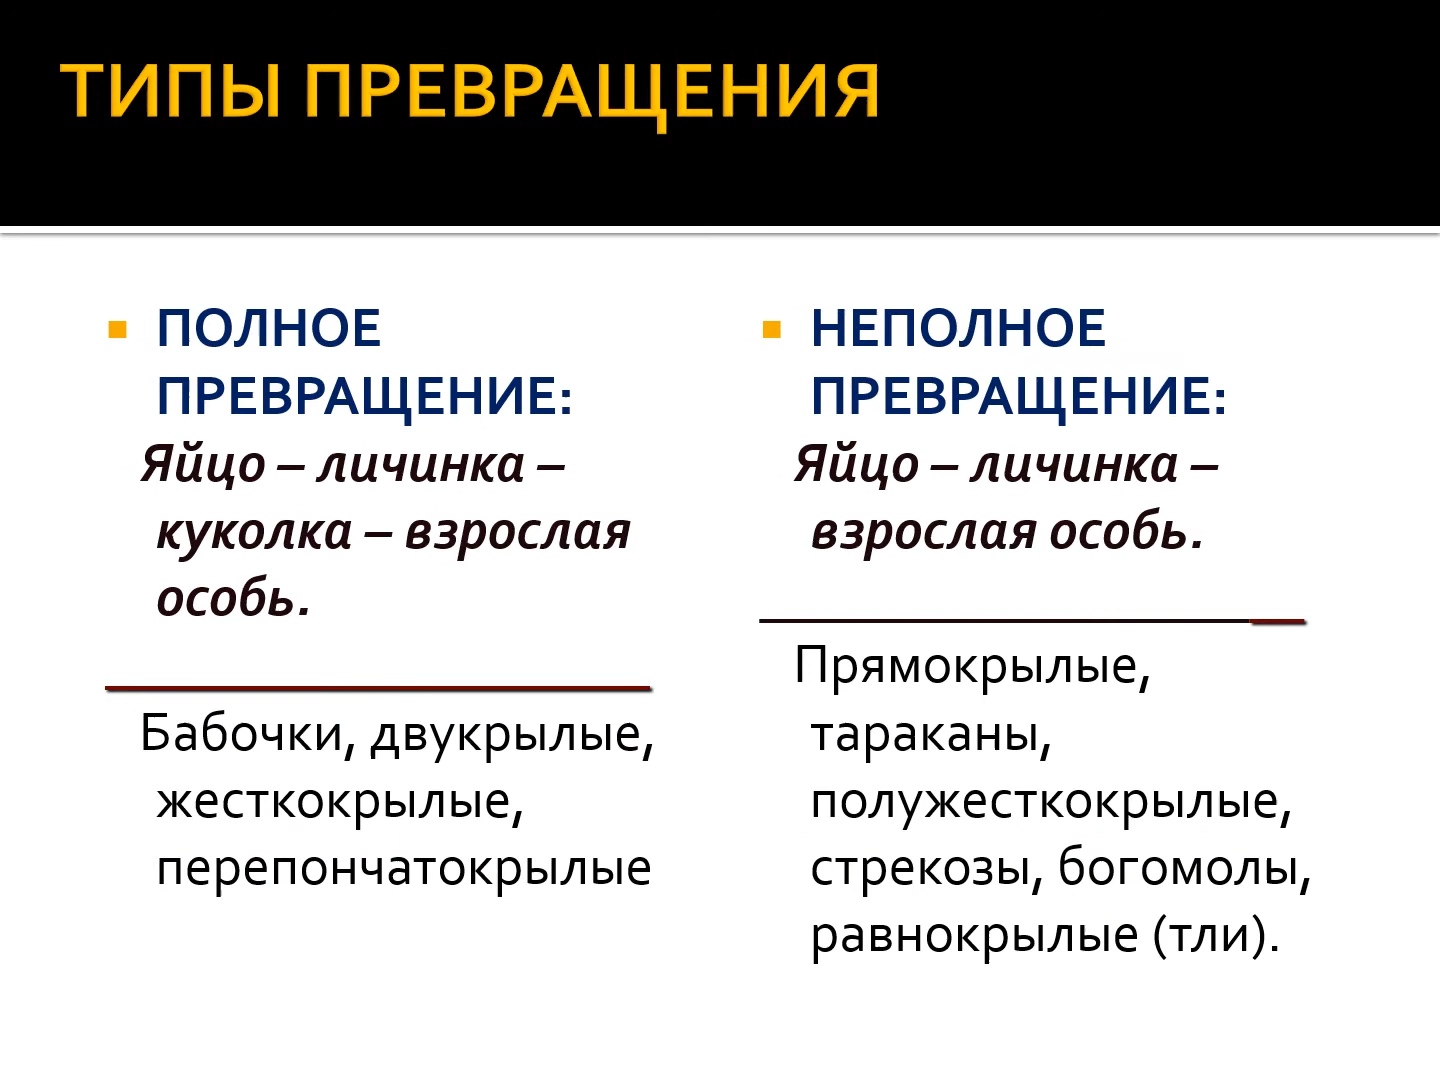 ТИПЫ ПРЕВРАЩЕНИЯ
ПОЛНОЕ
ПРЕВРАЩЕНИЕ:
Яйцо – личинка –
куколка – взрослая
особь.
Бабочки, двукрылые,
жесткокрылые,
перепончатокрылые
НЕПОЛНОЕ
ПРЕВРАЩЕНИЕ:
Яйцо – личинка –
взрослая особь.
Прямокрылые,
тараканы,
полужесткокрылые,
стрекозы, богомолы,
равнокрылые (тли).